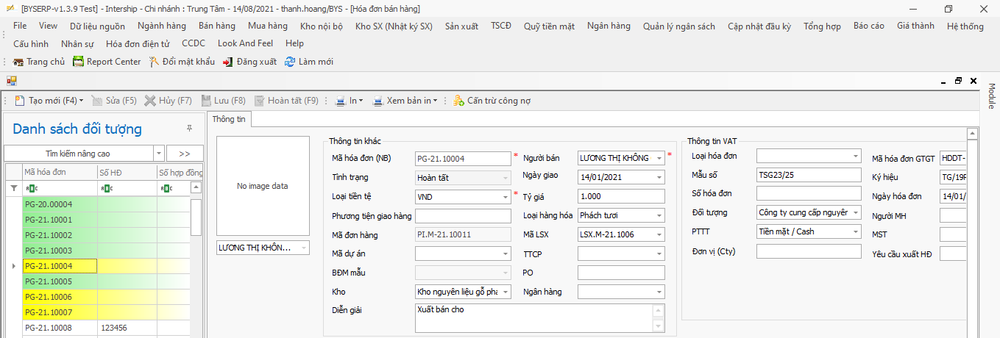 [BYSERP-v1.3.9 Test] - Intership - Chi nhánh : Trung Tâm - 14/08/2021 - thanh.hoang/BYS - [Hóa đơn bán hàng]
File View Dữ liệu nguồn Ngành hàng Bán hàng Mua hàng Kho nội bộ Kho SX (Nhật ký SX) Sản xuất TSCĐ Quỹ tiền mặt Ngân hàng Quản lý ngân sách Cập nhật đầu kỳ Tổng hợp Báo cáo Giá thành Hệ thống
Cấu hình Nhân sự Hóa đơn điện tử CCDC Look And Feel Help
Trang chủ Report Center Đổi mật khẩu Đăng xuất Làm mới
Module
Tạo mới (F4) Sửa (F5) Hủy (F7) Lưu (F8) Hoàn tất (F9) In Xem bản in Cấn trừ công nợ
Danh sách đối tượng
Tìm kiếm nâng cao >>
Mã hóa đơn Số HĐ Số hợp đồng
PG-20.00004
PG-21.10001
PG-21.10002
PG-21.10003
PG-21.10004
PG-21.10005
PG-21.10006
PG-21.10007
PG-21.10008 123456
Thông tin
No image data
LƯƠNG THỊ KHÔN...
Thông tin khác
Mã hóa đơn (NB) PG-21.10004 * Người bán LƯƠNG THỊ KHÔNG *
Tình trạng Hoàn tất Ngày giao 14/01/2021
Loại tiền tệ VND * Tỷ giá 1.000
Phương tiện giao hàng Loại hàng hóa Phách tươi
Mã đơn hàng PI.M-21.10011 Mã LSX LSX.M-21.1006
Mã dự án TTCP
BĐM mẫu PO
Kho Kho nguyên liệu gỗ phá Ngân hàng
Diễn giải Xuất bán cho
Thông tin VAT
Loại hóa đơn Mã hóa đơn GTGT HDDT-
Mẫu số TSG23/25 Ký hiệu TG/19P
Số hóa đơn Ngày hóa đơn 14/01/
Đối tượng Công ty cung cấp nguyên Người MH
PTTT Tiền mặt / Cash MST
Đơn vị (Cty) Yêu cầu xuất HĐ